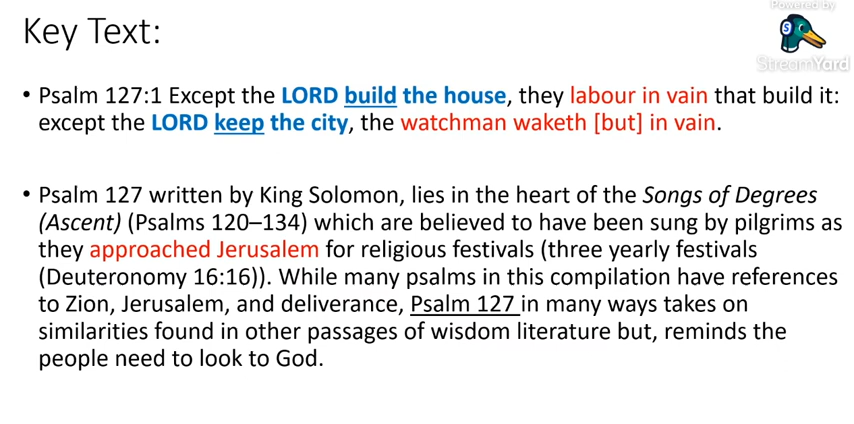 Powered by
StreamYard
Key Text:
• Psalm 127:1 Except the LORD build the house, they labour in vain that build it:
except the LORD keep the city, the watchman waketh [but] in vain.
• Psalm 127 written by King Solomon, lies in the heart of the Songs of Degrees
(Ascent) (Psalms 120–134) which are believed to have been sung by pilgrims as
they approached Jerusalem for religious festivals (three yearly festivals
(Deuteronomy 16:16)). While many psalms in this compilation have references
to Zion, Jerusalem, and deliverance, Psalm 127 in many ways takes on
similarities found in other passages of wisdom literature but, reminds the
people need to look to God.